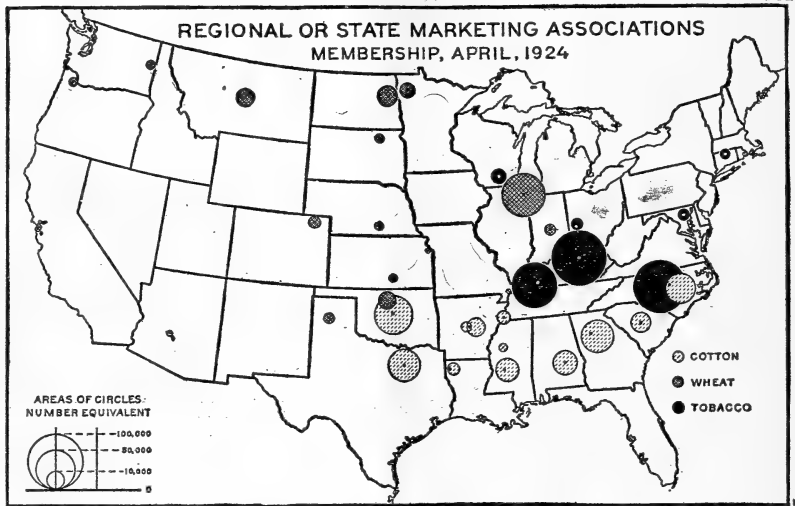 REGIONAL OR STATE MARKETING ASSOCIATIONS
MEMBERSHIP, APRIL, 1924
COTTON
WHEAT
TOBACCO
AREAS OF CIRCLES:
NUMBER EQUIVALENT
100,000
50,000
10,000
0